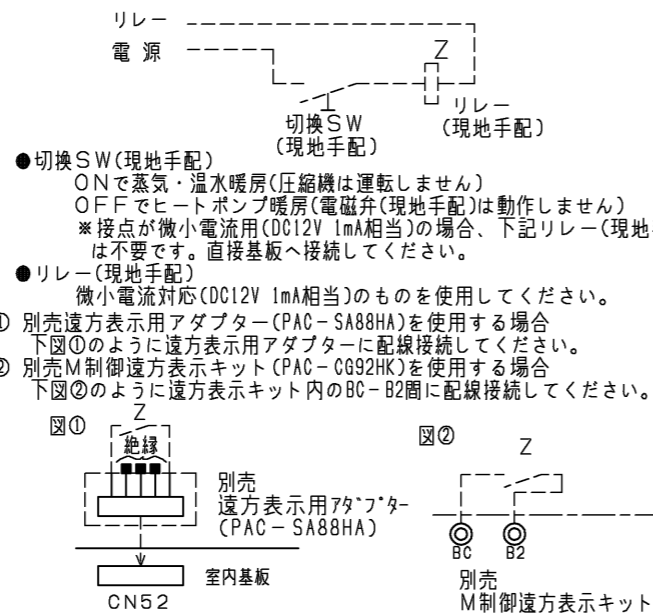 リレー
電 源
Z
リレー
(現地手配)
切換SW
(現地手配)
●切換SW(現地手配)
ONで蒸気・温水暖房(圧縮機は運転しません)
OFFでヒートポンプ暖房(電磁弁(現地手配)は動作しません)
※接点が微小電流用(DC12V 1mA相当)の場合、下記リレー(現地
は不要です。直接基板へ接続してください。
●リレー(現地手配)
微小電流対応(DC12V 1mA相当)のものを使用してください。
① 別売遠方表示用アダプター(PAC-SA88HA)を使用する場合
下図①のように遠方表示用アダプターに配線接続してください。
② 別売M制御遠方表示キット(PAC-CG92HK)を使用する場合
下図②のように遠方表示キット内のBC-B2間に配線接続してください。
図①
Z
絶縁
別売
遠方表示用アダプター
(PAC-SA88HA)
室内基板
CN52
図②
Z
BC
B2
別売
M制御遠方表示キット